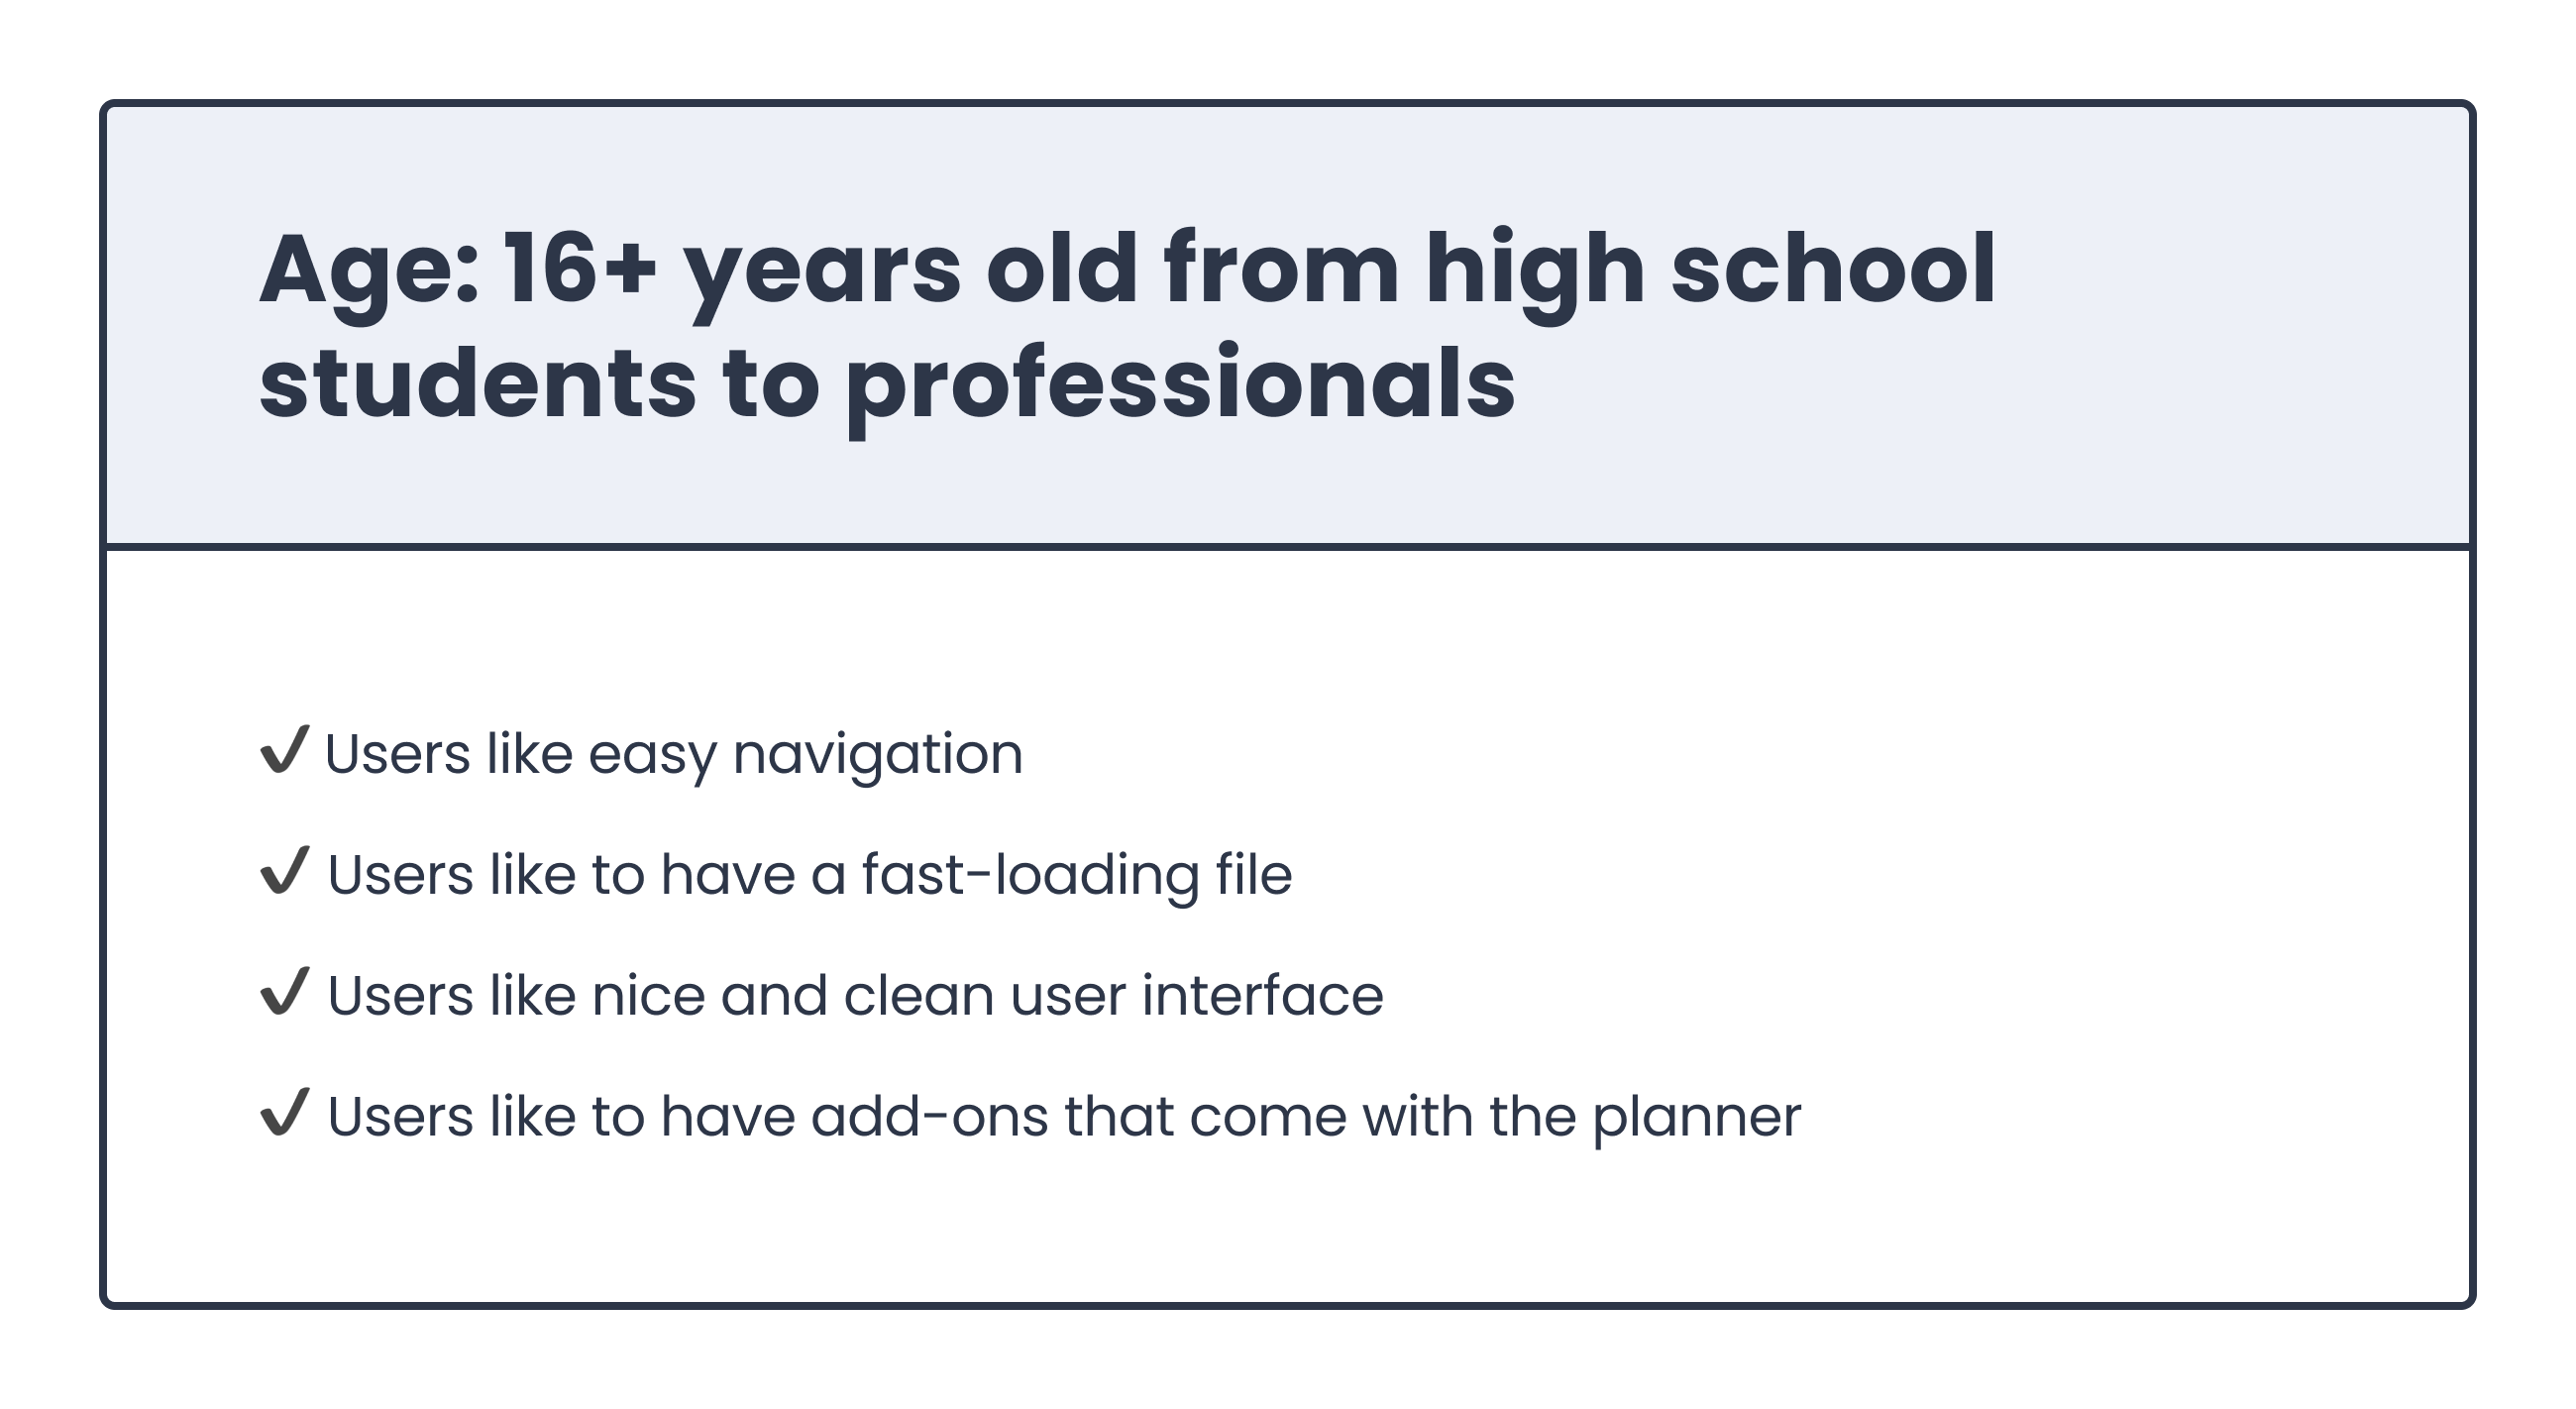 Age: 16+ years old from high school
students to professionals
✔ Users like easy navigation
✔ Users like to have a fast-loading file
✔ Users like nice and clean user interface
✔ Users like to have add-ons that come with the planner